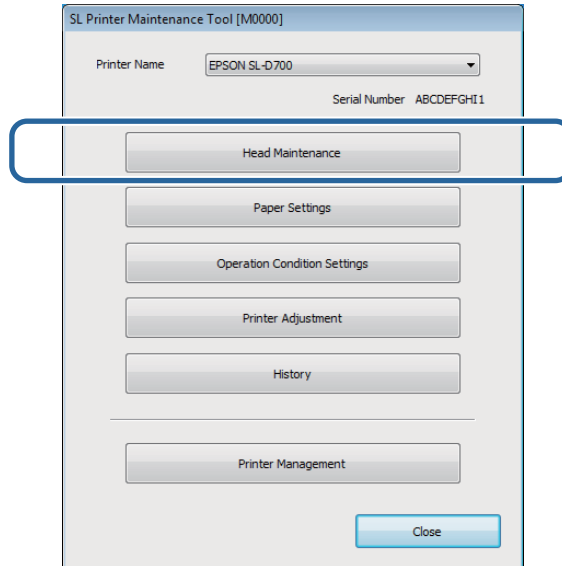 SL Printer Maintenance Tool [M0000]
Printer Name EPSON SL-D700
Serial Number ABCDEFGHI1
Head Maintenance
Paper Settings
Operation Condition Settings
Printer Adjustment
History
Printer Management
Close